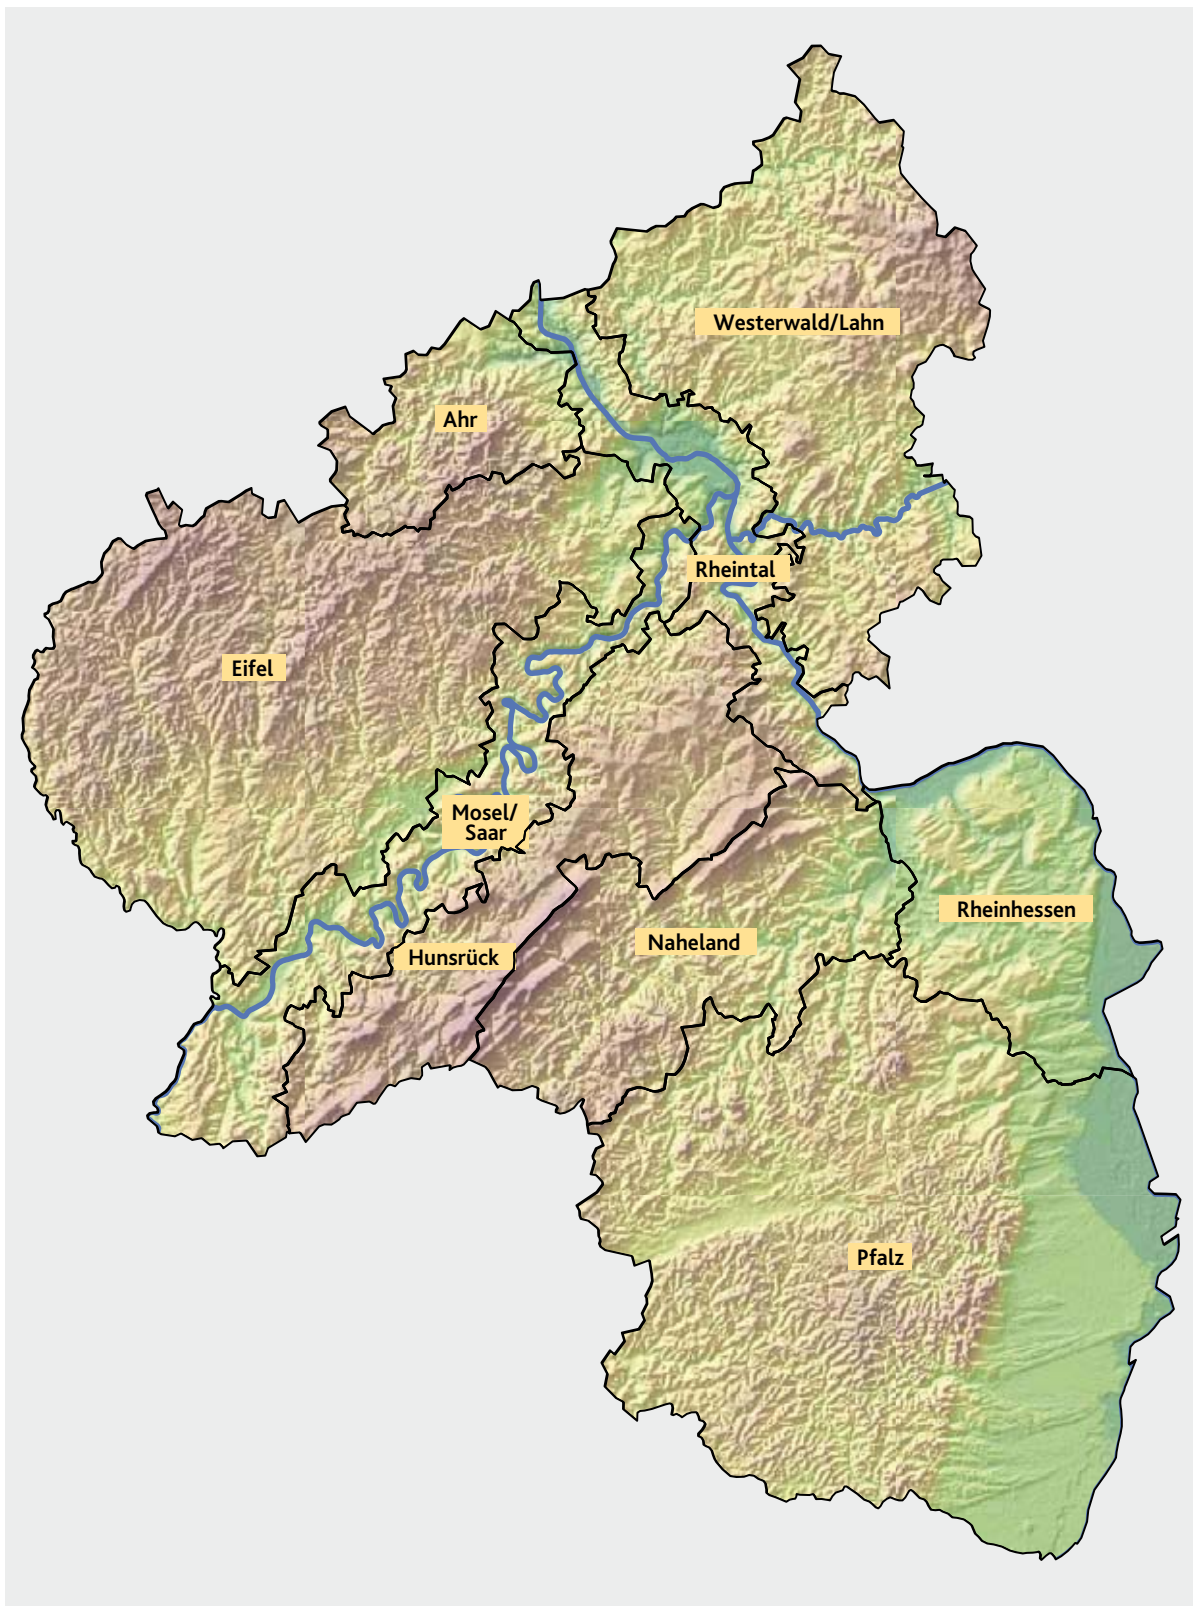 Westerwald/Lahn
Ahr
Rheintal
Eifel
Mosel/
Saar
Rheinhessen
Naheland
Hunsrück
Pfalz